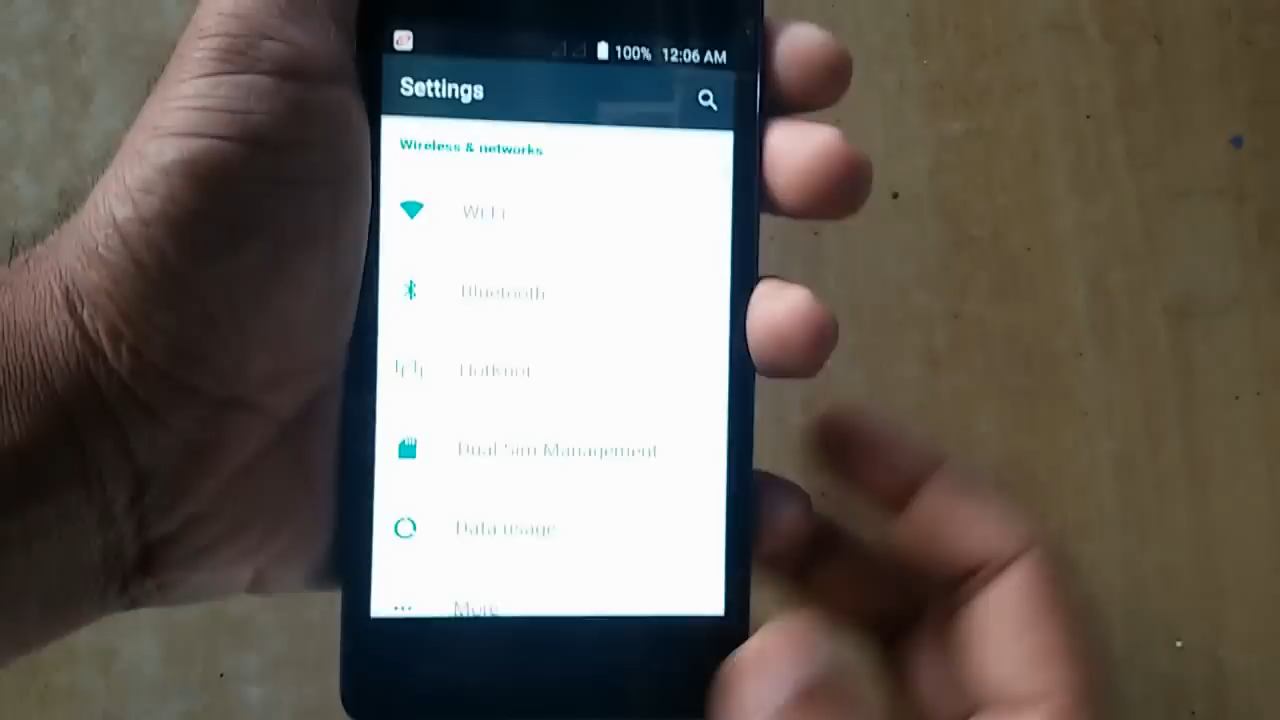 100% 12:06 AM
Settings
Wireless & networks
Wi-Fi
Bluetooth
HotKnot
Dual Sim Management
Data usage
More